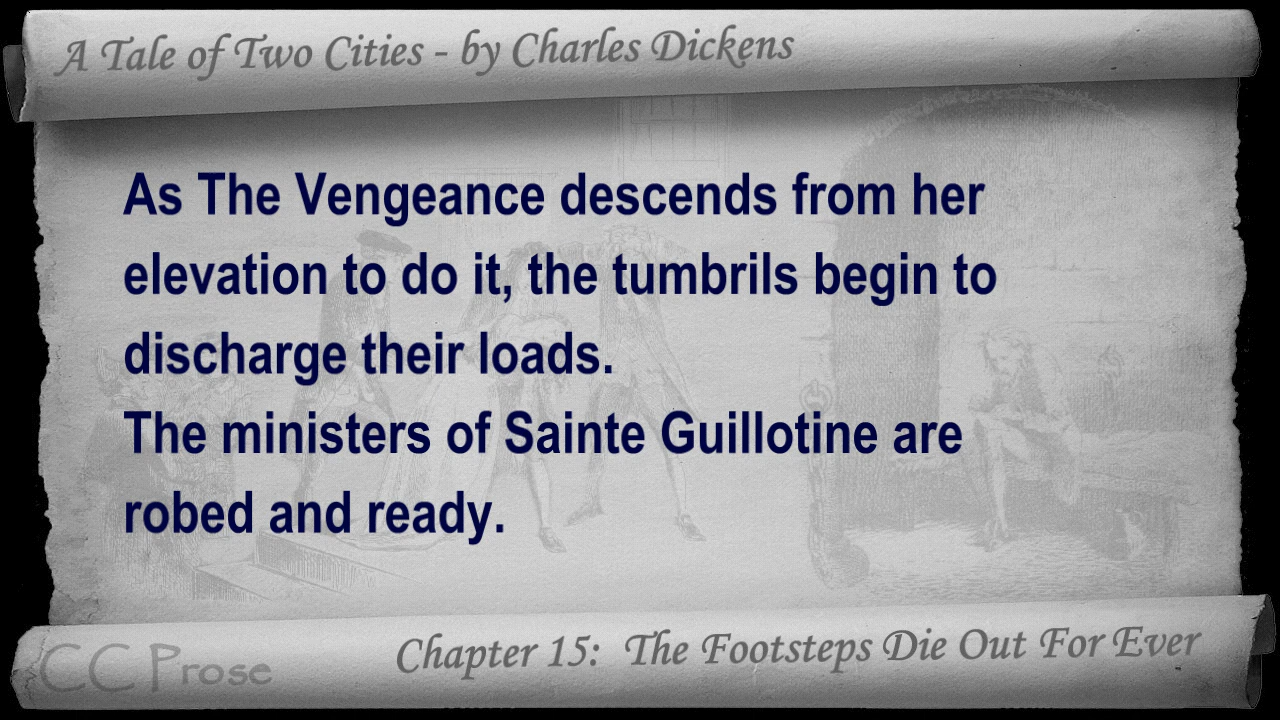 A Tale of Two Cities - by Charles Dickens
As The Vengeance descends from her
elevation to do it, the tumbrils begin to
discharge their loads.
The ministers of Sainte Guillotine are
robed and ready.
Chapter 15: The Footsteps Die Out For Ever
CC Prose